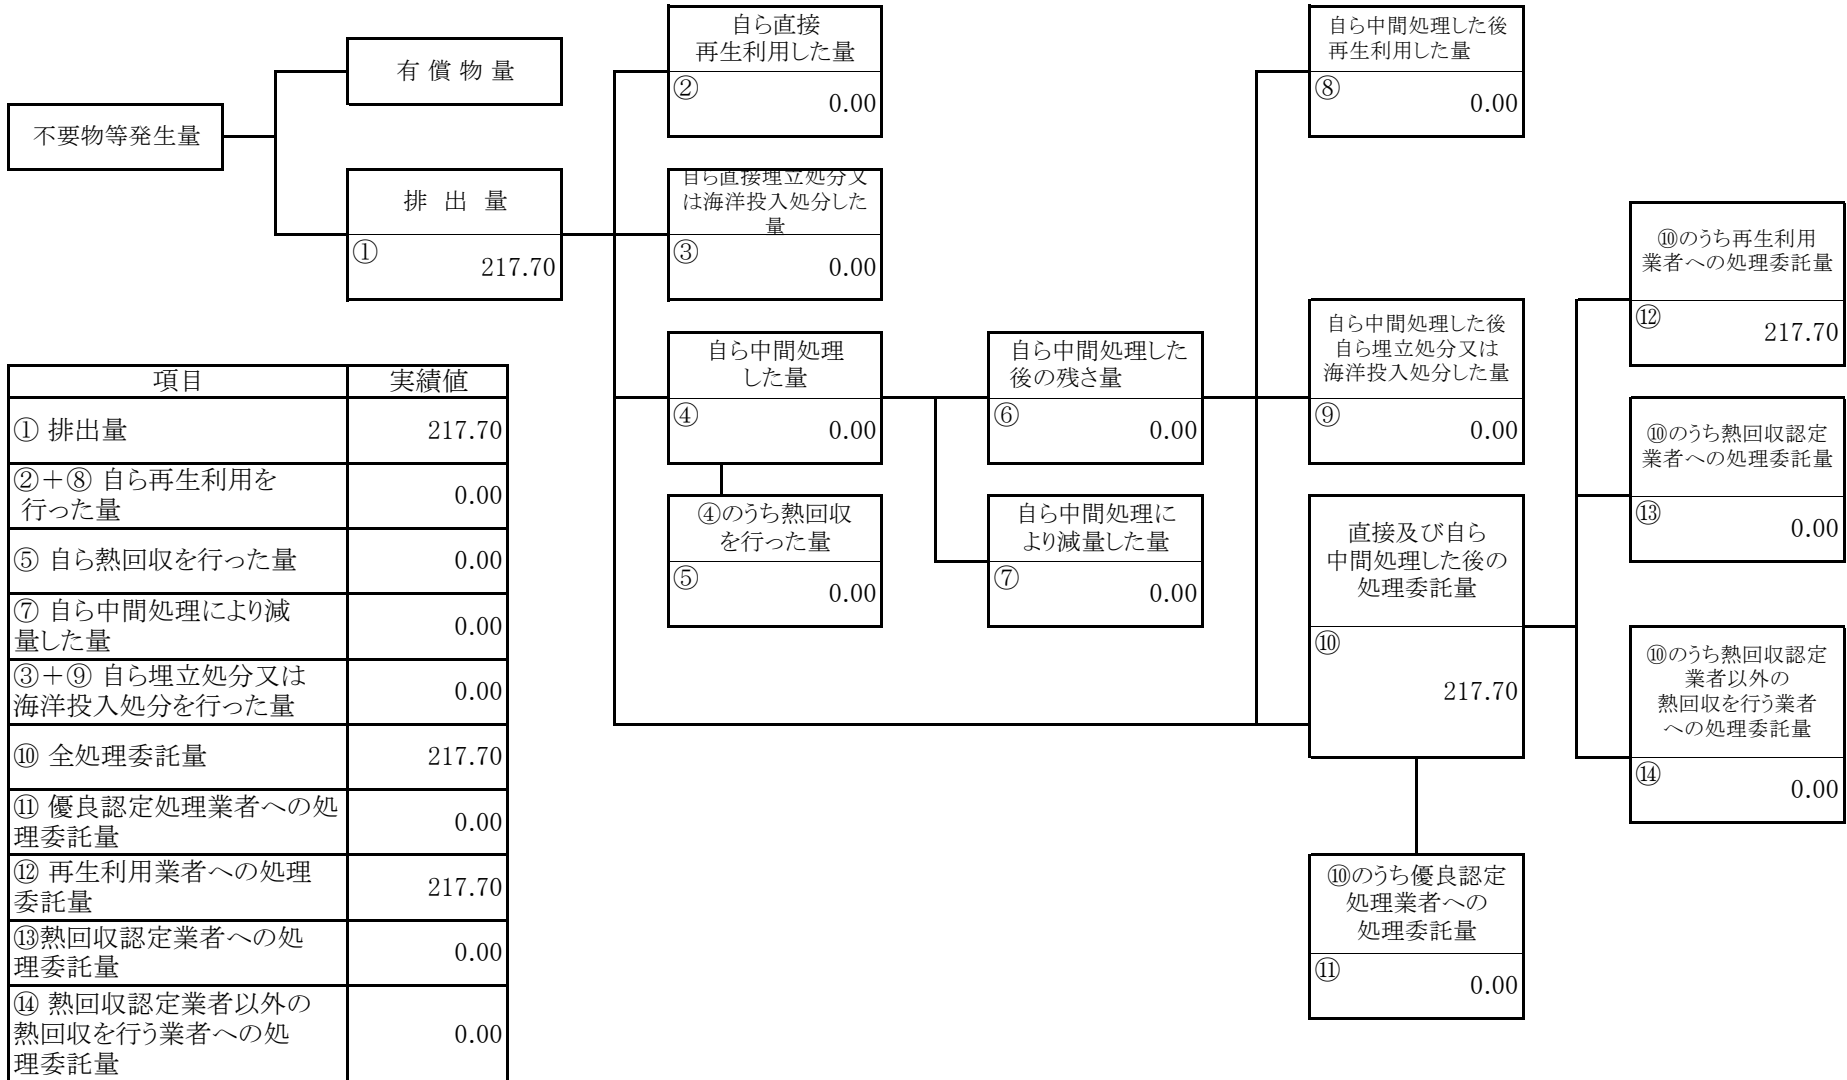 自ら直接
再生利用した量
②
0.00
自ら中間処理した後
再生利用した量
⑧
0.00
有償物量
不要物等発生量
排出量
①
217.70
自ら直接埋立処分又
は海洋投入処分した
量
③
0.00
⑩のうち再生利用
業者への処理委託量
⑫
217.70
自ら中間処理
した量
④
0.00
自ら中間処理した
後の残さ量
⑥
0.00
自ら中間処理した後
自ら埋立処分又は
海洋投入処分した量
⑨
0.00
⑩のうち熱回収認定
業者への処理委託量
⑬
0.00
④のうち熱回収
を行った量
⑤
0.00
自ら中間処理に
より減量した量
⑦
0.00
直接及び自ら
中間処理した後の
処理委託量
⑩
217.70
⑩のうち熱回収認定
業者以外の
熱回収を行う業者
への処理委託量
⑭
0.00
⑩のうち優良認定
処理業者への
処理委託量
⑪
0.00
項目 実績値
① 排出量 217.70
②＋⑧ 自ら再生利用を
行った量 0.00
⑤ 自ら熱回収を行った量 0.00
⑦ 自ら中間処理により減
量した量 0.00
③＋⑨ 自ら埋立処分又は
海洋投入処分を行った量 0.00
⑩ 全処理委託量 217.70
⑪ 優良認定処理業者への処
理委託量 0.00
⑫ 再生利用業者への処理
委託量 217.70
⑬熱回収認定業者への処
理委託量 0.00
⑭ 熱回収認定業者以外の
熱回収を行う業者への処
理委託量 0.00